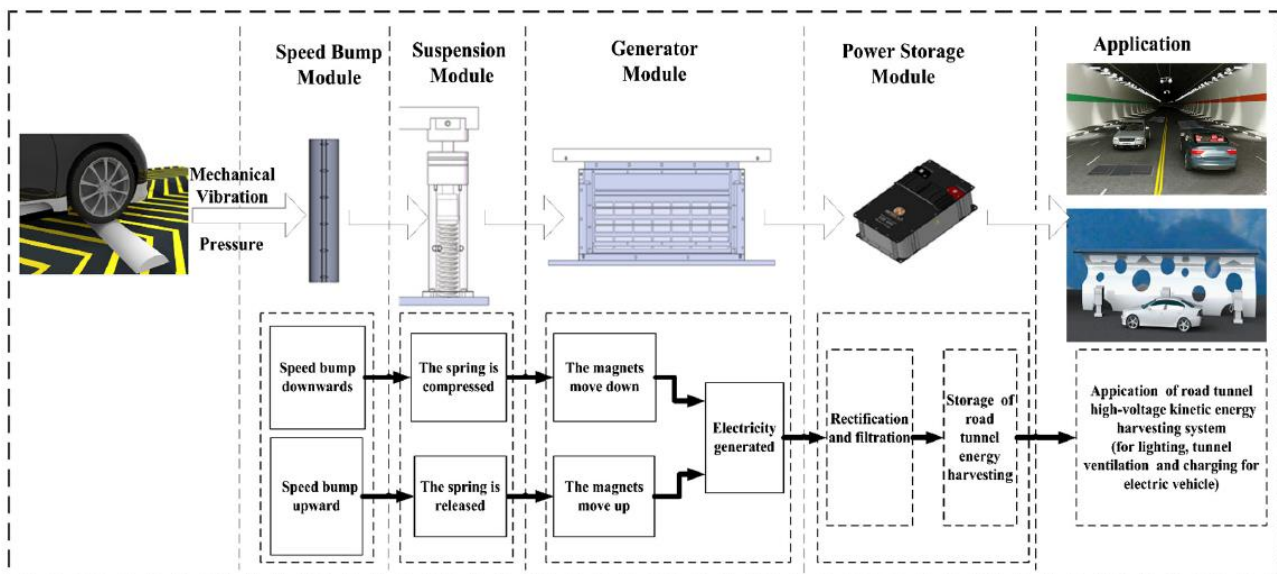 Speed Bump
Module
Suspension
Module
Generator
Module
Power Storage
Module
Application
Mechanical
Vibration
Pressure
Speed bump
downwards
The spring is
compressed
The magnets
move down
Speed bump
upward
The spring is
released
The magnets
move up
Electricity
generated
Rectification
and filtration
Storage of
road
tunnel
energy
harvesting
Appication of road tunnel
high-voltage kinetic energy
harvesting system
(for lighting, tunnel
ventilation and charging for
electric vehicle)